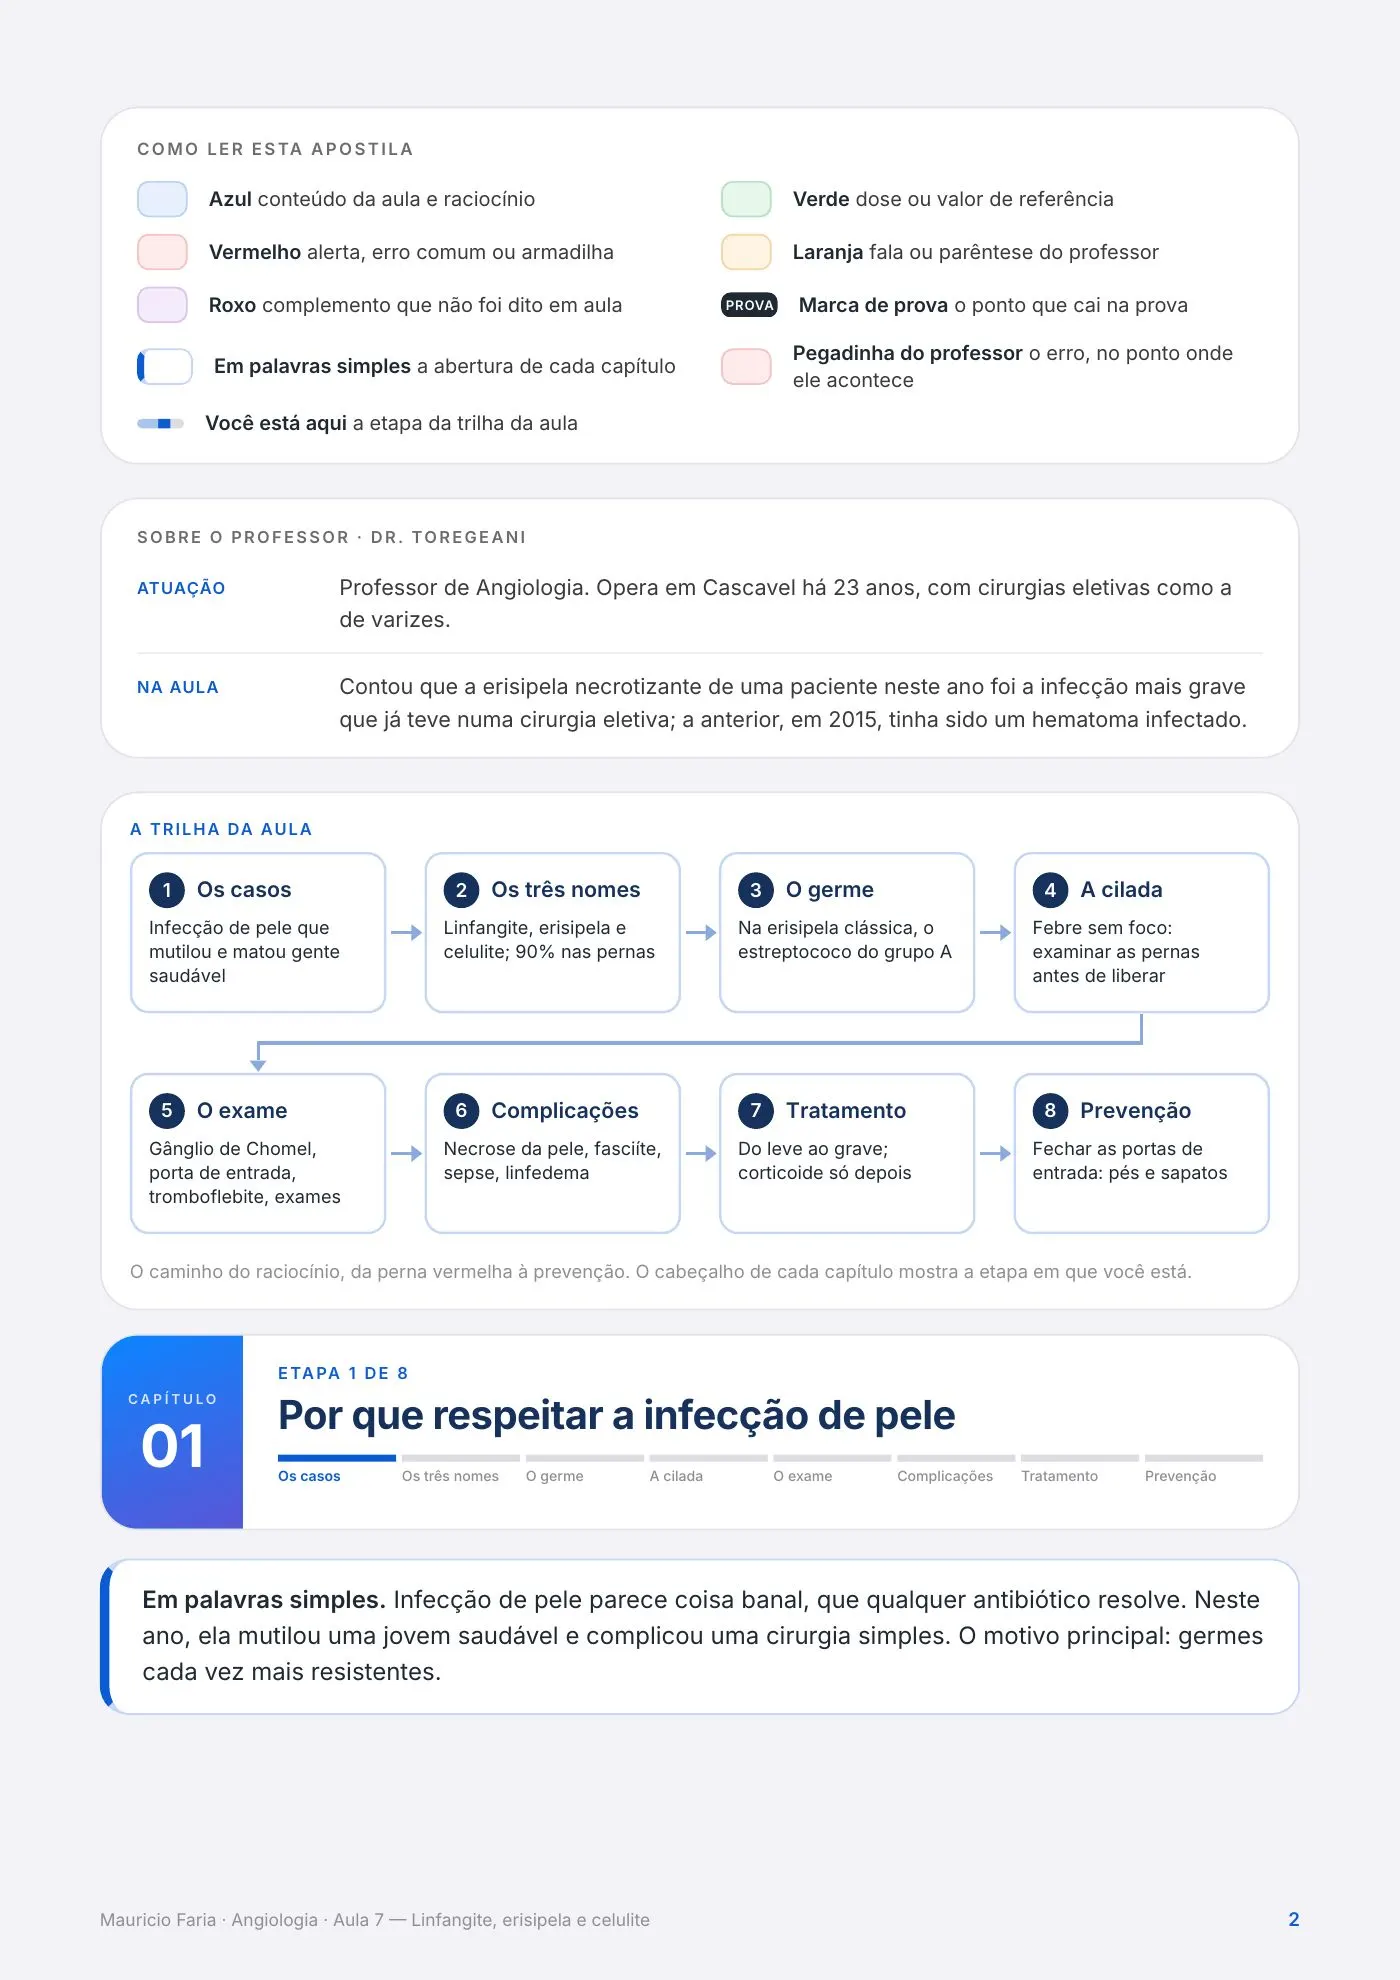 COMO LER ESTA APOSTILA
Azul conteúdo da aula e raciocínio
Verde dose ou valor de referência
Vermelho alerta, erro comum ou armadilha
Laranja fala ou parêntese do professor
Roxo complemento que não foi dito em aula
PROVA Marca de prova o ponto que cai na prova
Em palavras simples a abertura de cada capítulo
Pegadinha do professor o erro, no ponto onde
ele acontece
Você está aqui a etapa da trilha da aula
SOBRE O PROFESSOR · DR. TOREGEANI
ATUAÇÃO
Professor de Angiologia. Opera em Cascavel há 23 anos, com cirurgias eletivas como a
de varizes.
NA AULA
Contou que a erisipela necrotizante de uma paciente neste ano foi a infecção mais grave
que já teve numa cirurgia eletiva; a anterior, em 2015, tinha sido um hematoma infectado.
A TRILHA DA AULA
1 Os casos
Infecção de pele que
mutilou e matou gente
saudável
2 Os três nomes
Linfangite, erisipela e
celulite; 90% nas pernas
3 O germe
Na erisipela clássica, o
estreptococo do grupo A
4 A cilada
Febre sem foco:
examinar as pernas
antes de liberar
5 O exame
Gânglio de Chomel,
porta de entrada,
tromboflebite, exames
6 Complicações
Necrose da pele, fasciíte,
sepse, linfedema
7 Tratamento
Do leve ao grave;
corticoide só depois
8 Prevenção
Fechar as portas de
entrada: pés e sapatos
O caminho do raciocínio, da perna vermelha à prevenção. O cabeçalho de cada capítulo mostra a etapa em que você está.
CAPÍTULO
01
ETAPA 1 DE 8
Por que respeitar a infecção de pele
Os casos Os três nomes O germe A cilada O exame Complicações Tratamento Prevenção
Em palavras simples. Infecção de pele parece coisa banal, que qualquer antibiótico resolve. Neste
ano, ela mutilou uma jovem saudável e complicou uma cirurgia simples. O motivo principal: germes
cada vez mais resistentes.
Mauricio Faria · Angiologia · Aula 7 — Linfangite, erisipela e celulite
2